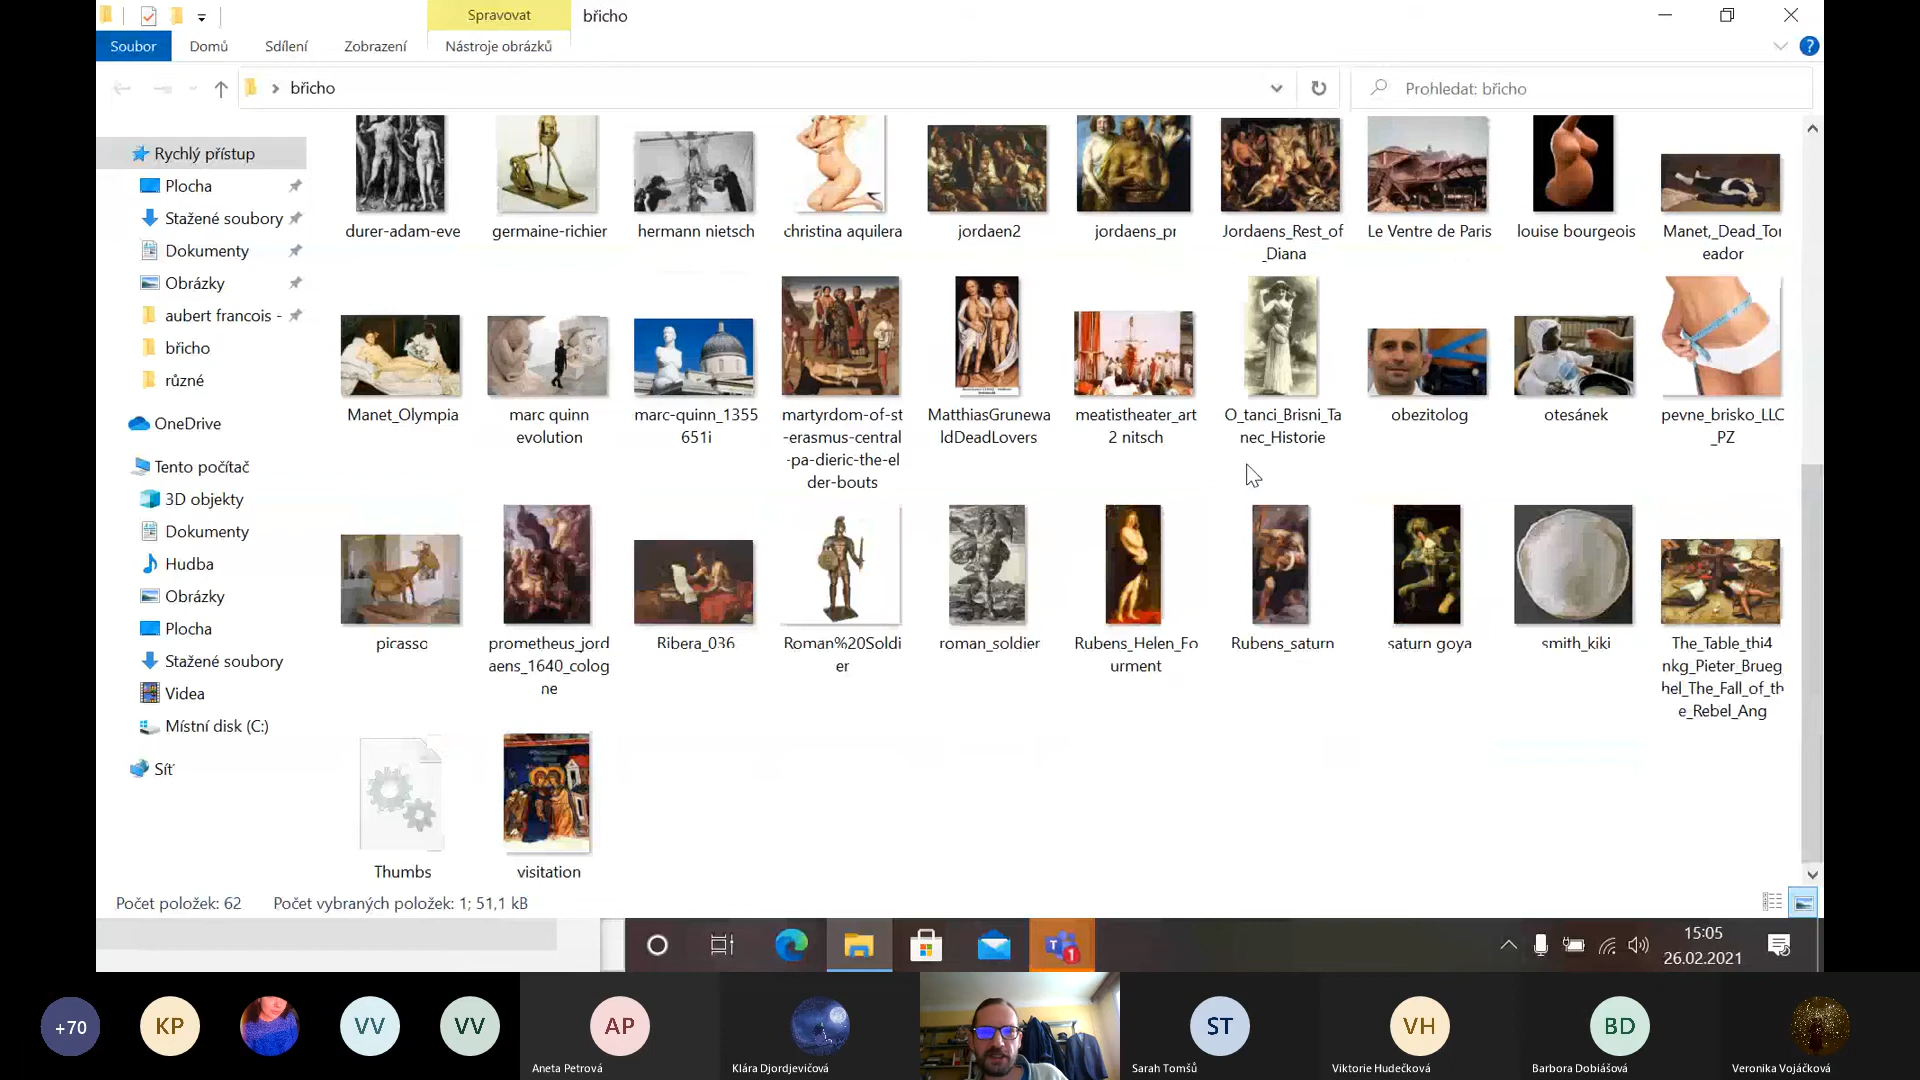 Spravovat
břicho
Soubor
Domů
Sdílení
Zobrazení
Nástroje obrázků
břicho
Prohledat: břicho
Rychlý přístup
Plocha
Stažené soubory
Dokumenty
Obrázky
aubert francois -
břicho
různé
OneDrive
Tento počítač
3D objekty
Dokumenty
Hudba
Obrázky
Plocha
Stažené soubory
Videa
Místní disk (C:)
Síť
durer-adam-eve
germaine-richier
hermann nietsch
christina aquilera
jordaen2
jordaens_pr
Jordaens_Rest_of
_Diana
Le Ventre de Paris
louise bourgeois
Manet,_Dead_Tor
eador
Manet_Olympia
marc quinn
evolution
marc-quinn_1355
651i
martyrdom-of-st
-erasmus-central
-pa-dieric-the-el
der-bouts
MatthiasGrunewa
ldDeadLovers
meatistheater_art
2 nitsch
O_tanci_Brisni_Ta
nec_Historie
obezitolog
otesánek
pevne_brisko_LLC
_PZ
picasso
prometheus_jord
aens_1640_colog
ne
Ribera_036
Roman%20Soldi
er
roman_soldier
Rubens_Helen_Fo
urment
Rubens_saturn
saturn goya
smith_kiki
The_Table_thi4
nkg_Pieter_Brueg
hel_The_Fall_of_th
e_Rebel_Ang
Thumbs
visitation
Počet položek: 62
Počet vybraných položek: 1; 51,1 kB
15:05
26.02.2021
+70
KP
VV
VV
AP
Aneta Petrová
Klára Djordjevičová
ST
Sarah Tomšů
VH
Viktorie Hudečková
BD
Barbora Dobiášová
Veronika Vojáčková